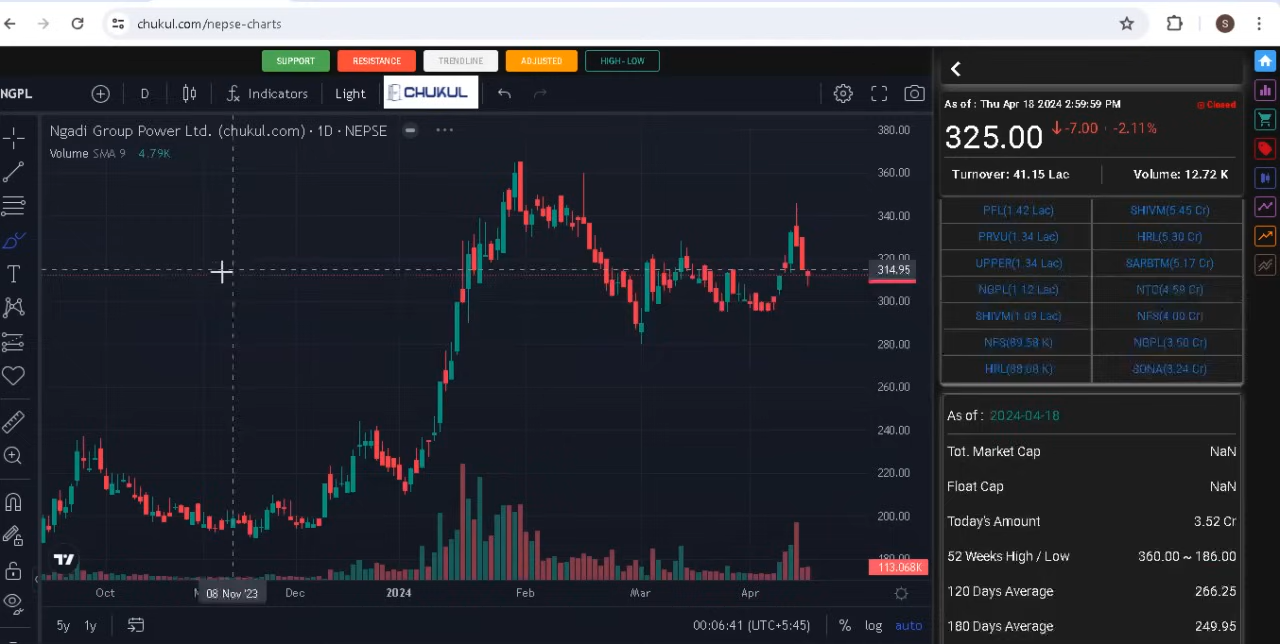 chukul.com/nepse-charts
S
SUPPORT RESISTANCE TRENDLINE ADJUSTED HIGH-LOW
NGPL D Indicators Light CHUKUL
Ngadi Group Power Ltd. (chukul.com) · 1D · NEPSE
Volume SMA 9 4.79K
380.00
360.00
340.00
320.00
314.95
300.00
280.00
260.00
240.00
220.00
200.00
180.00
113.068K
Oct 08 Nov '23 Dec 2024 Feb Mar Apr
5y 1y 00:06:41 (UTC+5:45) % log auto
As of : Thu Apr 18 2024 2:59:59 PM Closed
325.00 -7.00 · -2.11%
Turnover: 41.15 Lac Volume: 12.72 K
PFL(1.42 Lac) SHIVM(5.45 Cr)
PRVU(1.34 Lac) HRL(5.30 Cr)
UPPER(1.34 Lac) SARBTM(5.17 Cr)
NGPL(1.12 Lac) NTC(4.59 Cr)
SHIVM(1.09 Lac) NFS(4.00 Cr)
NFS(89.58 K) NGPL(3.50 Cr)
HRL(88.68 K) SONA(3.24 Cr)
As of : 2024-04-18
Tot. Market Cap NaN
Float Cap NaN
Today's Amount 3.52 Cr
52 Weeks High / Low 360.00 ~ 186.00
120 Days Average 266.25
180 Days Average 249.95